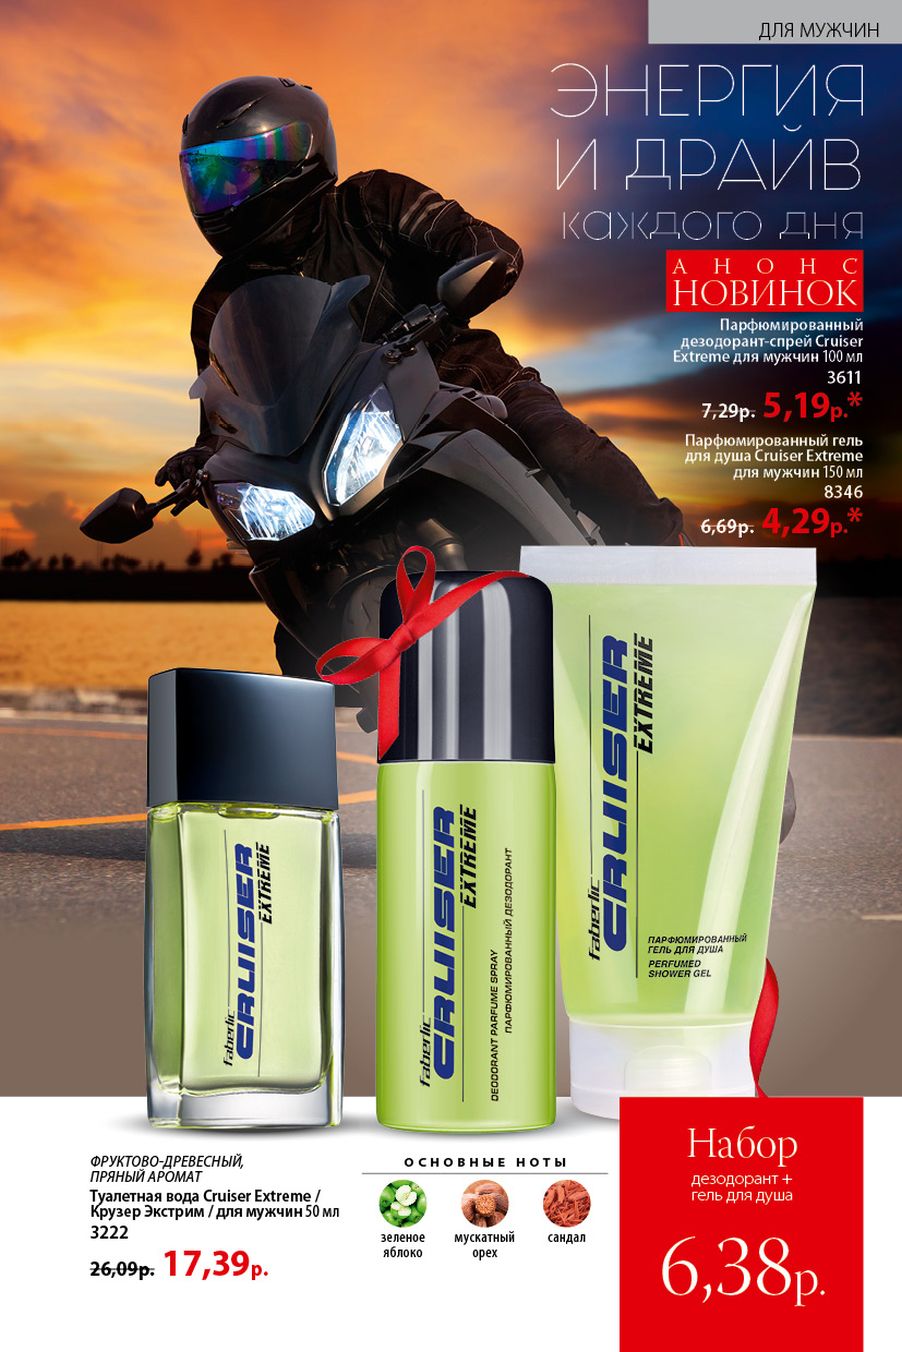 ДЛЯ МУЖЧИН
ЭНЕРГИЯ
И ДРАЙВ
каждого дня
АНОНС
НОВИНОК
Парфюмированный
дезодорант-спрей Cruiser
Extreme для мужчин 100 мл
3611
7,29р. 5,19р.*
Парфюмированный гель
для душа Cruiser Extreme
для мужчин 150 мл
8346
6,69р. 4,29р.*
faberlic
CRUISER
EXTREME
faberlic
CRUISER
EXTREME
DEODORANT PARFUME SPRAY
ПАРФЮМИРОВАННЫЙ ДЕЗОДОРАНТ
faberlic
CRUISER
EXTREME
ПАРФЮМИРОВАННЫЙ
ГЕЛЬ ДЛЯ ДУША
PERFUMED
SHOWER GEL
ФРУКТОВО-ДРЕВЕСНЫЙ,
ПРЯНЫЙ АРОМАТ
Туалетная вода Cruiser Extreme /
Крузер Экстрим / для мужчин 50 мл
3222
26,09р. 17,39р.
ОСНОВНЫЕ НОТЫ
зеленое
яблоко
мускатный
орех
сандал
Набор
дезодорант +
гель для душа
6,38р.